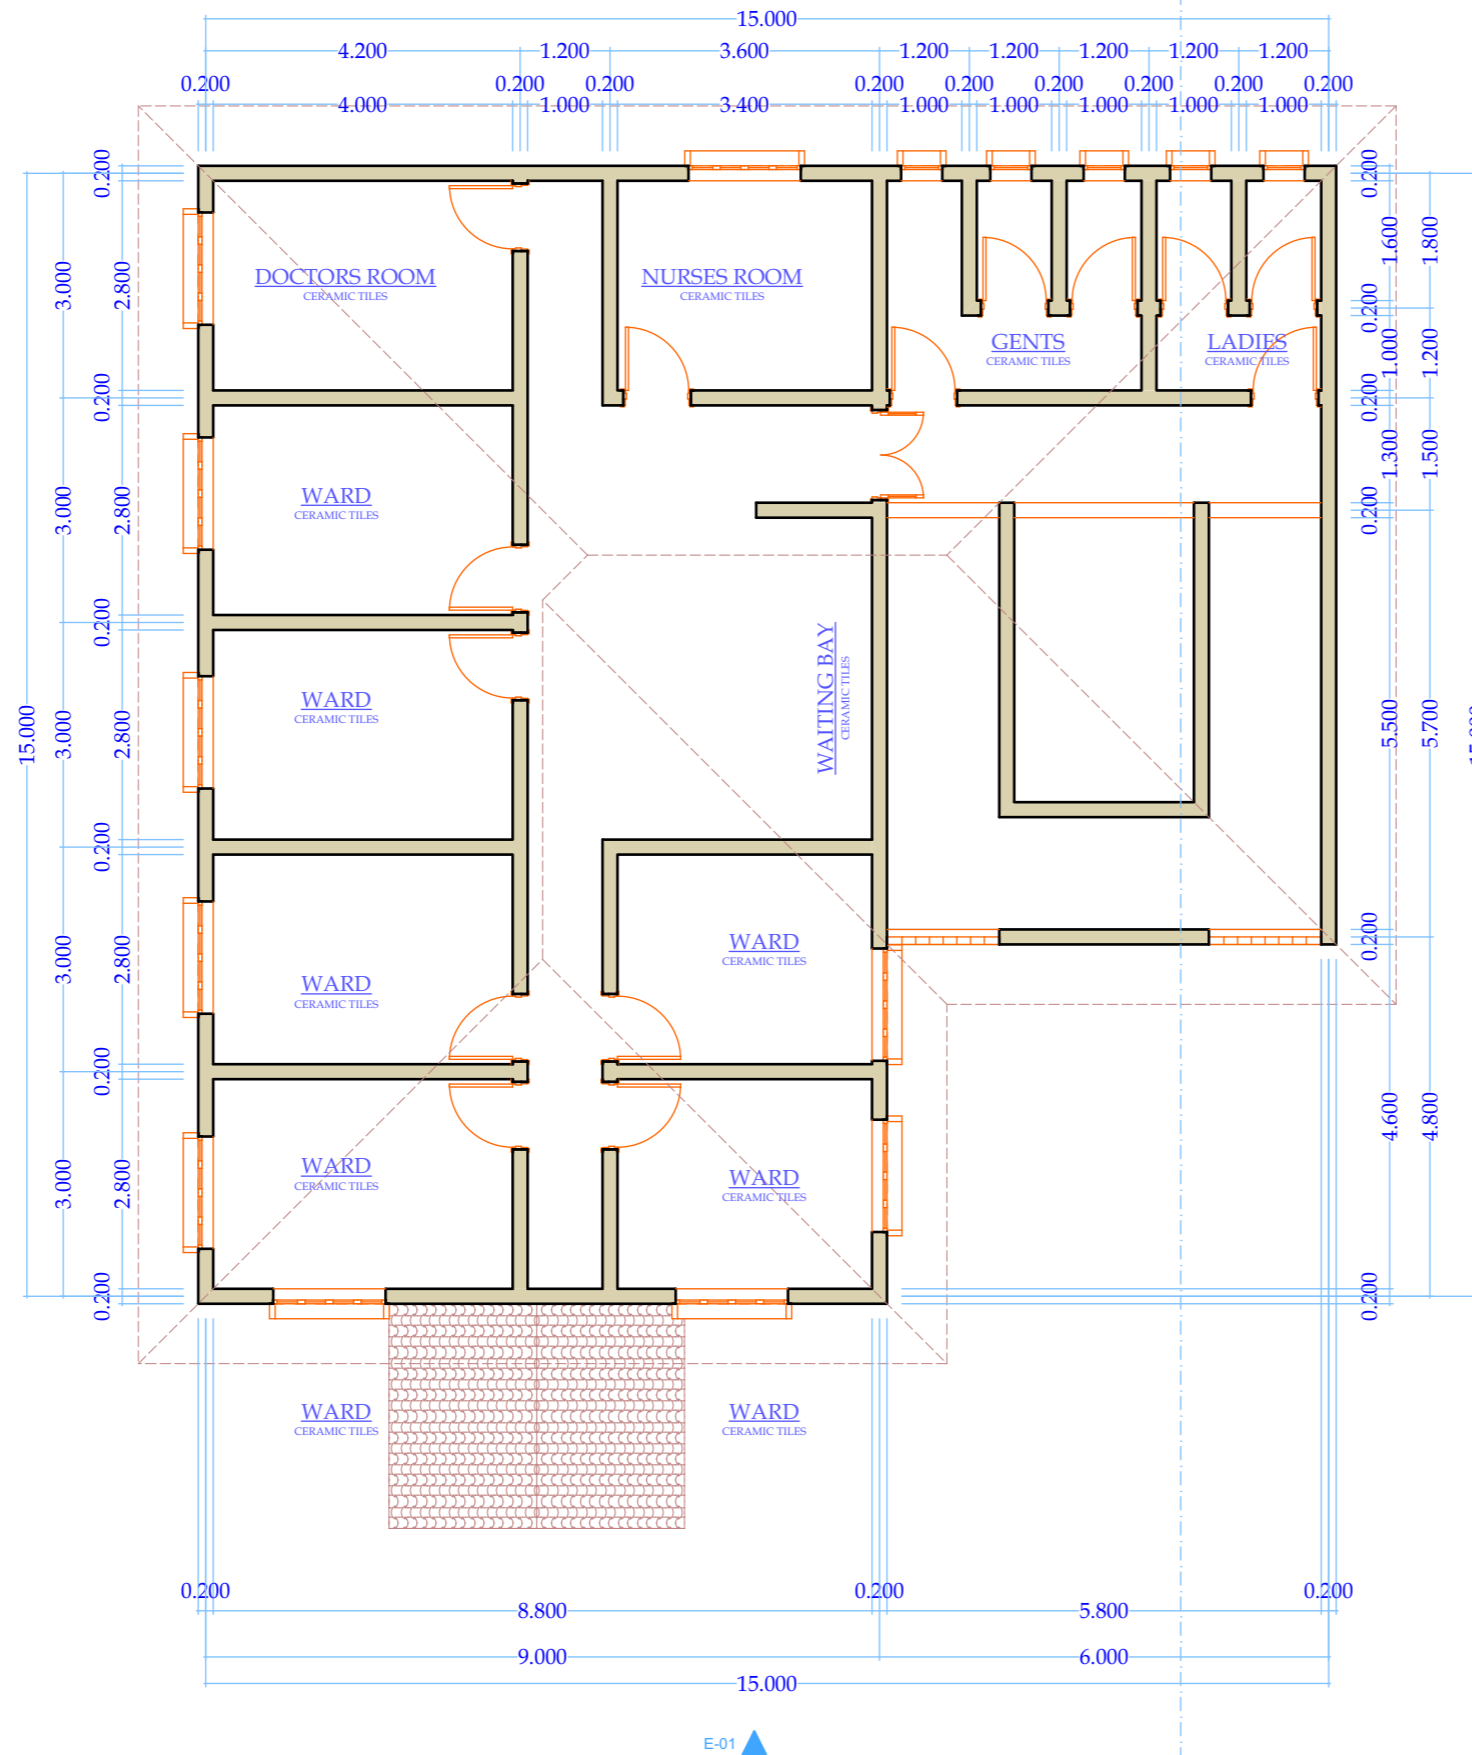 15.000
4.200 1.200 3.600 1.200 1.200 1.200 1.200 1.200
0.200 0.200 0.200 0.200 0.200 0.200 0.200 0.200 0.200
4.000 1.000 3.400 1.000 1.000 1.000 1.000 1.000
0.200
0.200
3.000
2.800
DOCTORS ROOM
CERAMIC TILES
NURSES ROOM
CERAMIC TILES
1.600
1.800
0.200
GENTS
CERAMIC TILES
LADIES
CERAMIC TILES
1.000
1.200
0.200
0.200
1.300
1.500
3.000
2.800
WARD
CERAMIC TILES
0.200
0.200
15.000
3.000
2.800
WARD
CERAMIC TILES
WAITING BAY
CERAMIC TILES
5.500
5.700
0.200
3.000
2.800
WARD
CERAMIC TILES
WARD
CERAMIC TILES
0.200
0.200
3.000
2.800
WARD
CERAMIC TILES
WARD
CERAMIC TILES
4.600
4.800
0.200
0.200
WARD
CERAMIC TILES
WARD
CERAMIC TILES
0.200 0.200 0.200
8.800 5.800
9.000 6.000
15.000
E-01